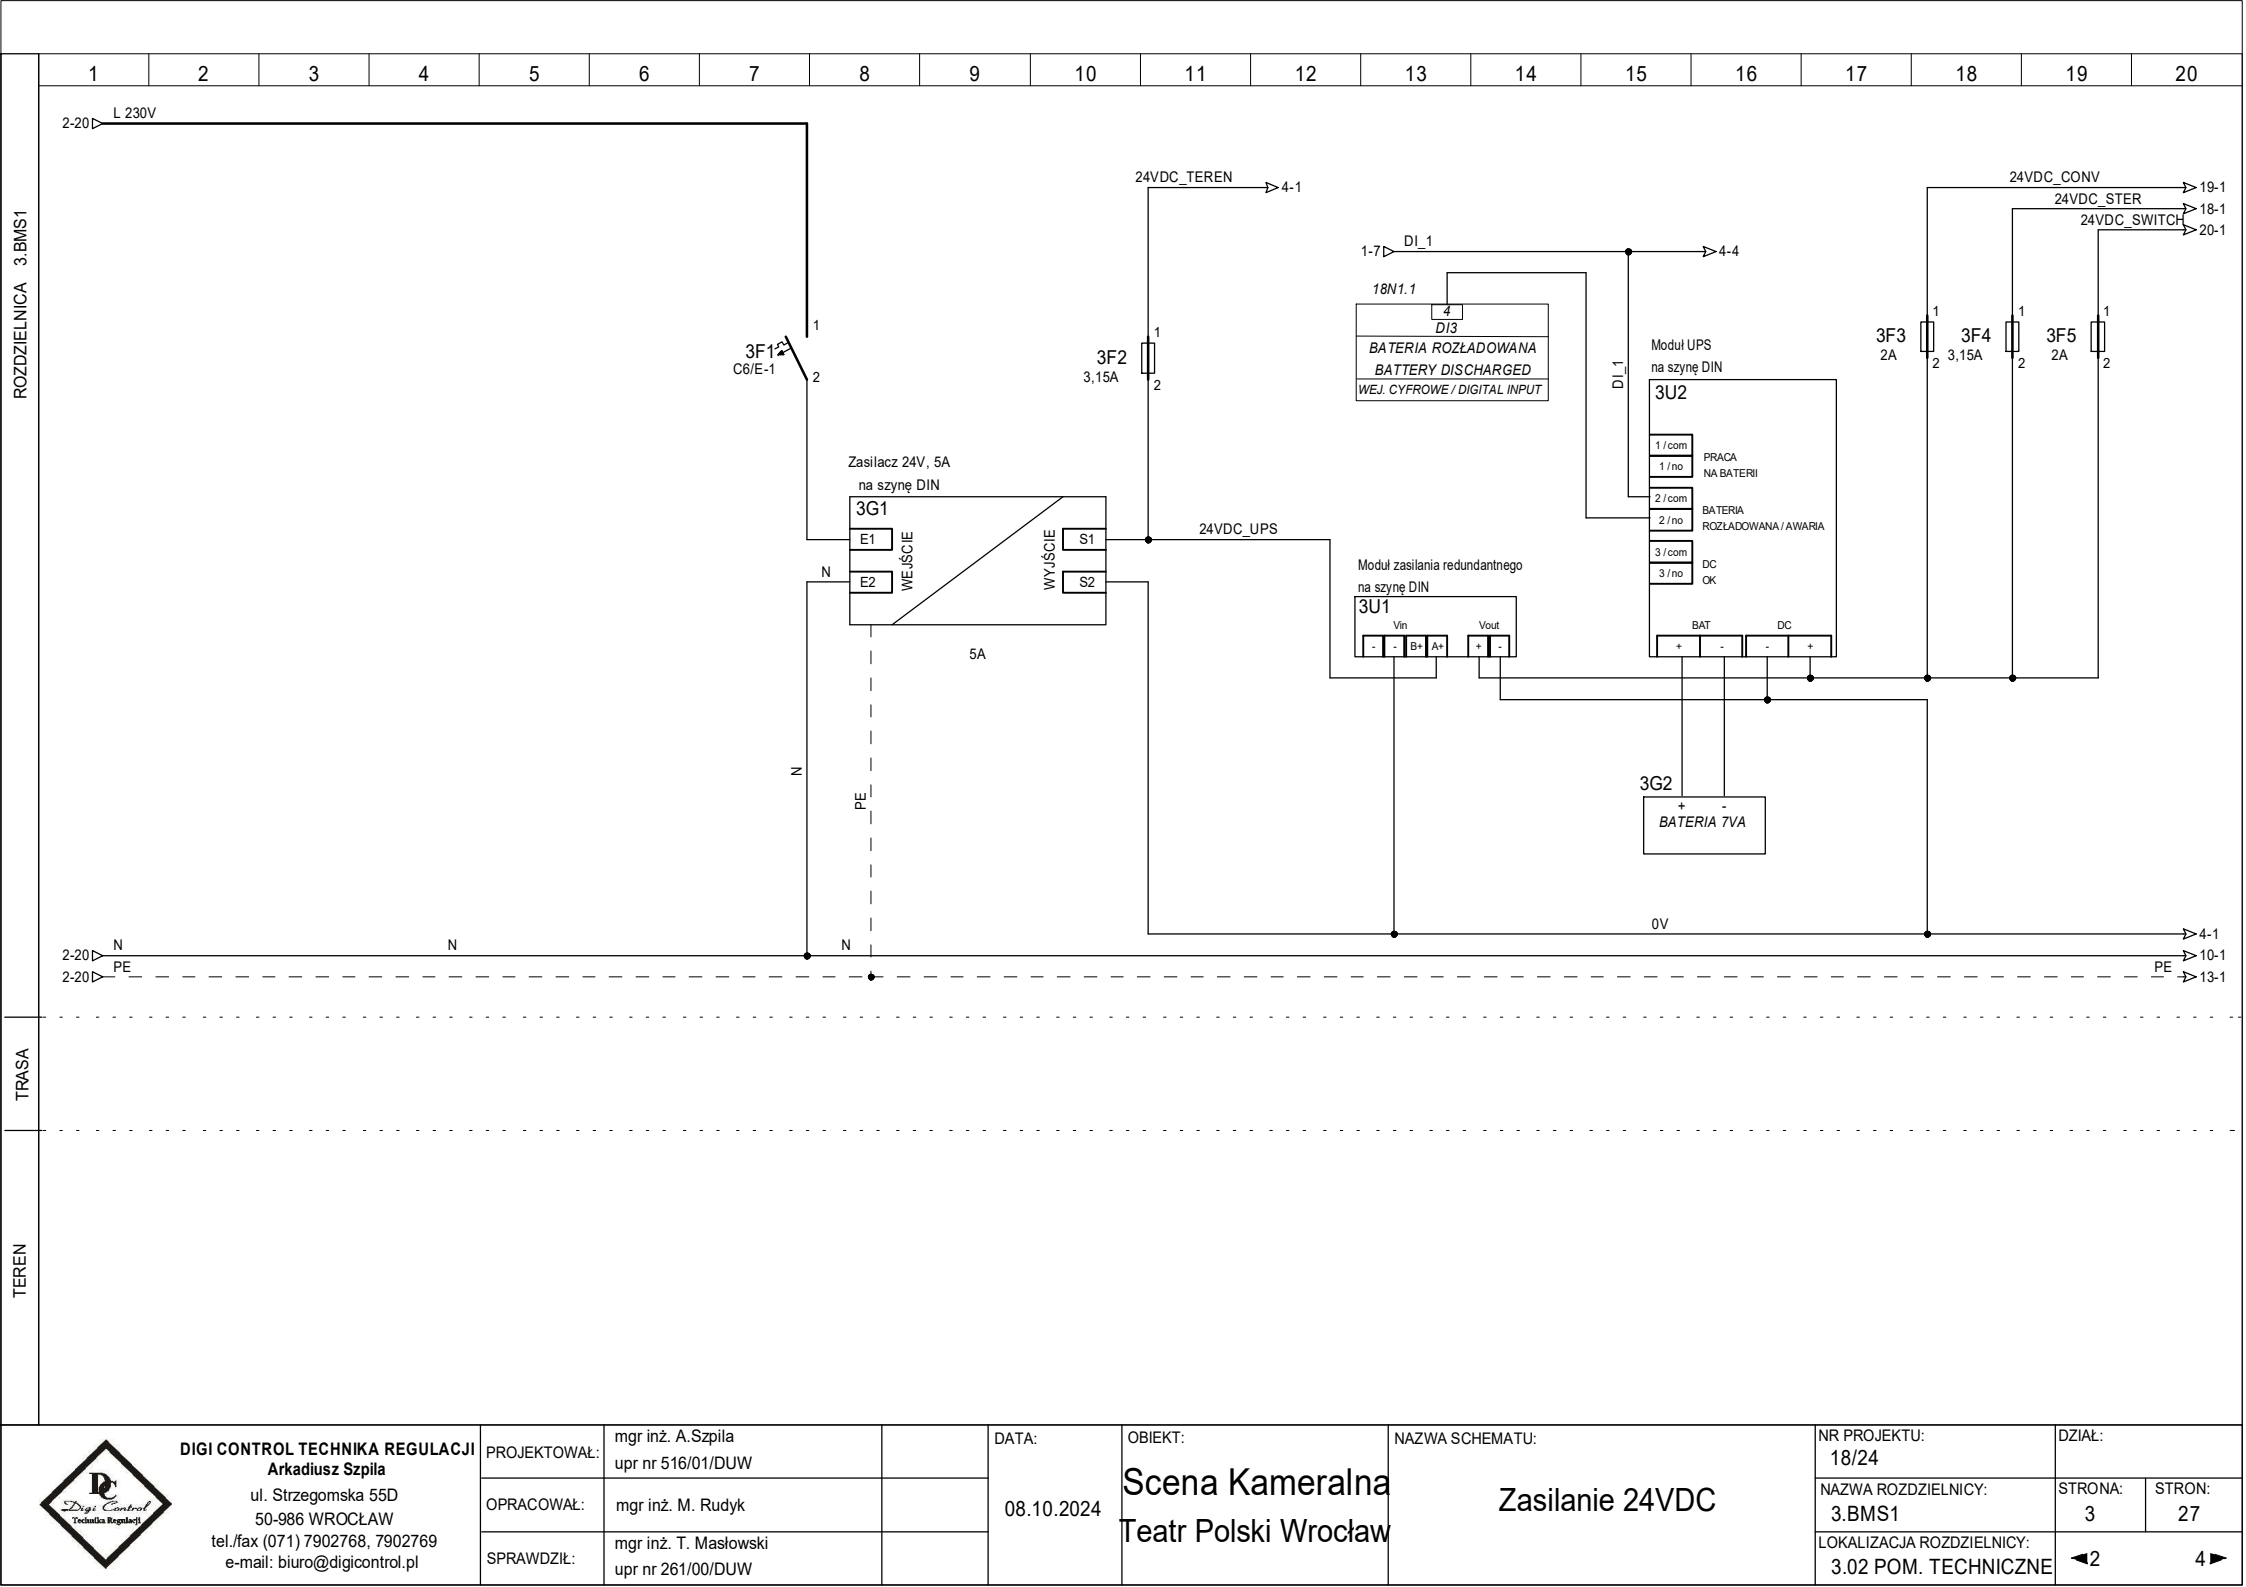 1 2 3 4 5 6 7 8 9 10 11 12 13 14 15 16 17 18 19 20
ROZDZIELNICA 3.BMS1
TRASA
TEREN
2-20 L 230V
3F1
C6/E-1
1
2
Zasilacz 24V, 5A
na szynę DIN
3G1
E1
E2
WEJŚCIE
WYJŚCIE
S1
S2
5A
N
N
PE
24VDC_TEREN
4-1
3F2
3,15A
1
2
24VDC_UPS
1-7 DI_1 4-4
18N1.1
4
DI3
BATERIA ROZŁADOWANA
BATTERY DISCHARGED
WEJ. CYFROWE / DIGITAL INPUT
DI_1
Moduł zasilania redundantnego
na szynę DIN
3U1
Vin Vout
- - B+ A+ + -
Moduł UPS
na szynę DIN
3U2
1 / com
1 / no
PRACA
NA BATERII
2 / com
2 / no
BATERIA
ROZŁADOWANA / AWARIA
3 / com
3 / no
DC
OK
BAT DC
+ - - +
3G2
+ -
BATERIA 7VA
24VDC_CONV
19-1
24VDC_STER
18-1
24VDC_SWITCH
20-1
3F3
2A
1
2
3F4
3,15A
1
2
3F5
2A
1
2
0V
4-1
2-20 N N N 10-1
2-20 PE PE 13-1
DC
Digi Control
Technika Regulacji
DIGI CONTROL TECHNIKA REGULACJI
Arkadiusz Szpila
ul. Strzegomska 55D
50-986 WROCŁAW
tel./fax (071) 7902768, 7902769
e-mail: biuro@digicontrol.pl
PROJEKTOWAŁ:
mgr inż. A.Szpila
upr nr 516/01/DUW
OPRACOWAŁ:
mgr inż. M. Rudyk
SPRAWDZIŁ:
mgr inż. T. Masłowski
upr nr 261/00/DUW
DATA:
08.10.2024
OBIEKT:
Scena Kameralna
Teatr Polski Wrocław
NAZWA SCHEMATU:
Zasilanie 24VDC
NR PROJEKTU:
18/24
DZIAŁ:
NAZWA ROZDZIELNICY:
3.BMS1
STRONA:
3
STRON:
27
LOKALIZACJA ROZDZIELNICY:
3.02 POM. TECHNICZNE
◄2 4►